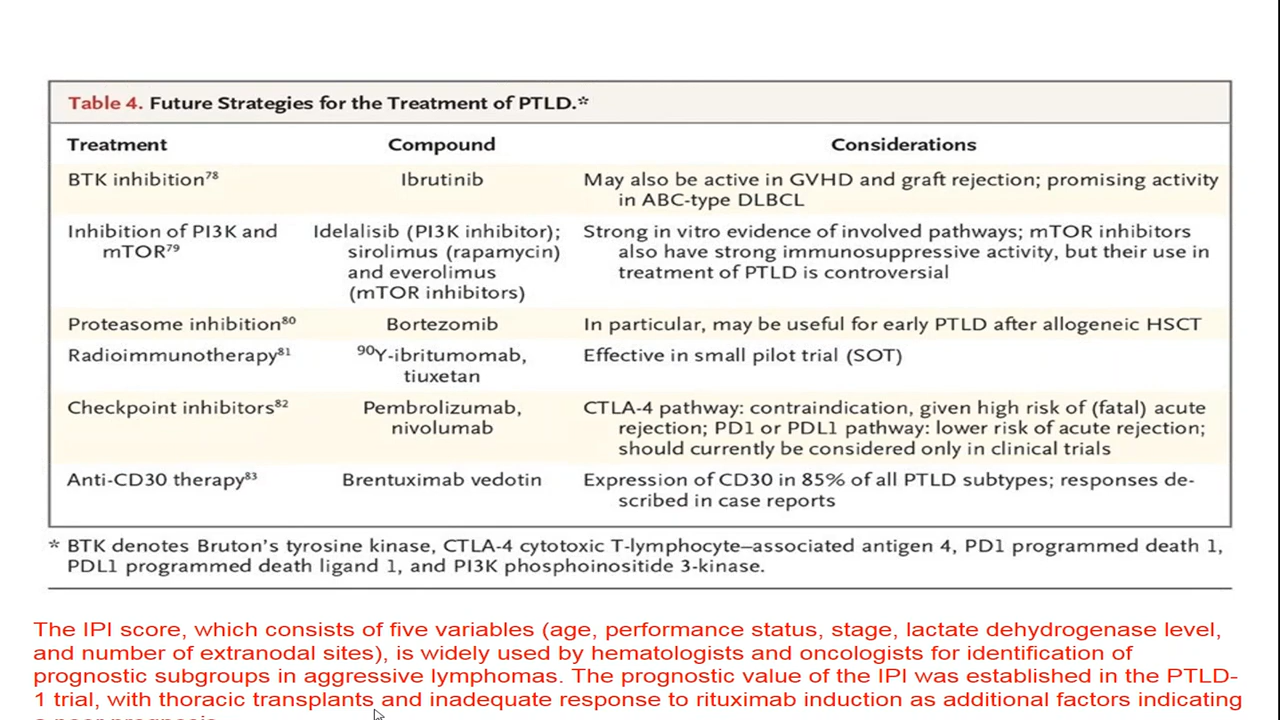 Table 4. Future Strategies for the Treatment of PTLD.*
Treatment Compound Considerations
BTK inhibition⁷⁸ Ibrutinib May also be active in GVHD and graft rejection; promising activity
in ABC-type DLBCL
Inhibition of PI3K and Idelalisib (PI3K inhibitor); Strong in vitro evidence of involved pathways; mTOR inhibitors
mTOR⁷⁹ sirolimus (rapamycin) also have strong immunosuppressive activity, but their use in
and everolimus treatment of PTLD is controversial
(mTOR inhibitors)
Proteasome inhibition⁸⁰ Bortezomib In particular, may be useful for early PTLD after allogeneic HSCT
Radioimmunotherapy⁸¹ ⁹⁰Y-ibritumomab, Effective in small pilot trial (SOT)
tiuxetan
Checkpoint inhibitors⁸² Pembrolizumab, CTLA-4 pathway: contraindication, given high risk of (fatal) acute
nivolumab rejection; PD1 or PDL1 pathway: lower risk of acute rejection;
should currently be considered only in clinical trials
Anti-CD30 therapy⁸³ Brentuximab vedotin Expression of CD30 in 85% of all PTLD subtypes; responses de-
scribed in case reports
* BTK denotes Bruton's tyrosine kinase, CTLA-4 cytotoxic T-lymphocyte–associated antigen 4, PD1 programmed death 1,
PDL1 programmed death ligand 1, and PI3K phosphoinositide 3-kinase.
The IPI score, which consists of five variables (age, performance status, stage, lactate dehydrogenase level,
and number of extranodal sites), is widely used by hematologists and oncologists for identification of
prognostic subgroups in aggressive lymphomas. The prognostic value of the IPI was established in the PTLD-
1 trial, with thoracic transplants and inadequate response to rituximab induction as additional factors indicating